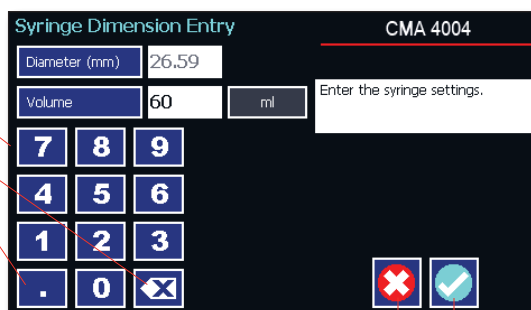 Syringe Dimension Entry
CMA 4004
Diameter (mm) 26.59
Volume 60 ml
Enter the syringe settings.
7 8 9
4 5 6
1 2 3
. 0